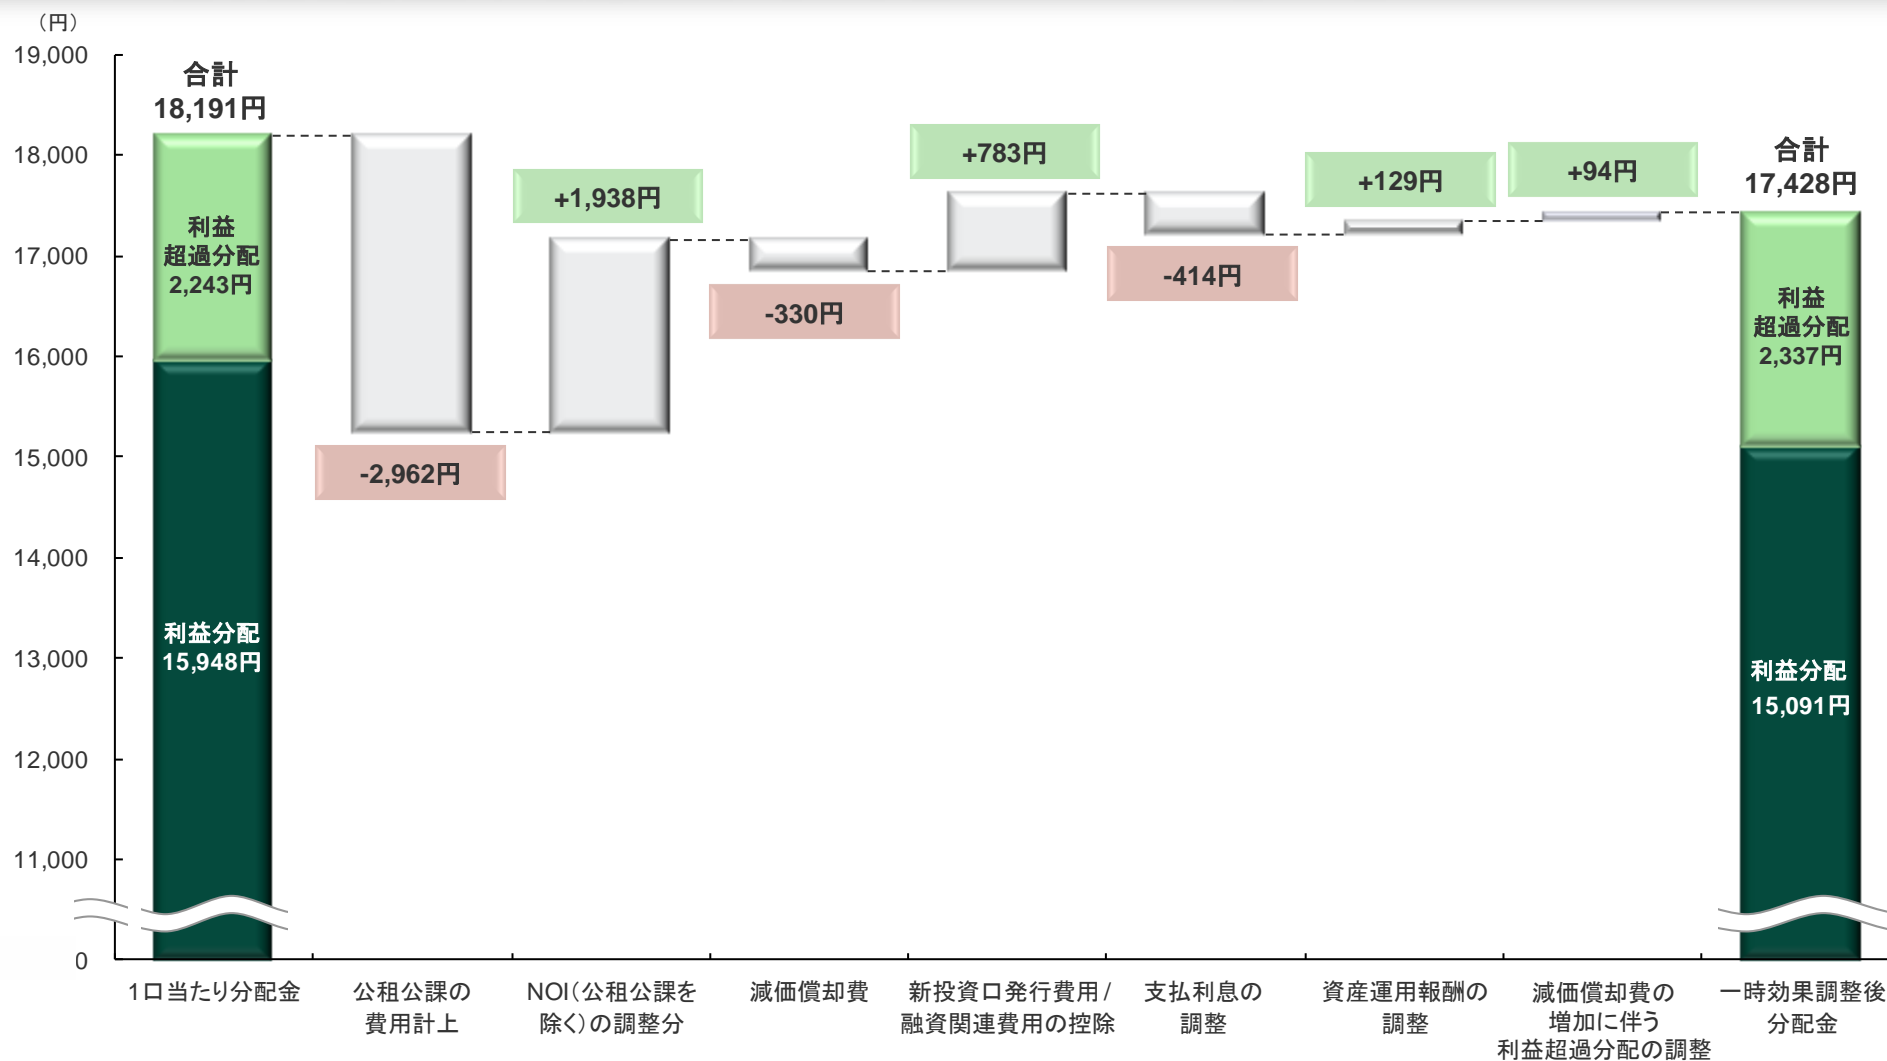 （円）
19,000
18,000
17,000
16,000
15,000
14,000
13,000
12,000
11,000
0
合計
18,191円
利益
超過分配
2,243円
利益分配
15,948円
-2,962円
+1,938円
-330円
+783円
-414円
+129円
+94円
合計
17,428円
利益
超過分配
2,337円
利益分配
15,091円
1口当たり分配金
公租公課の
費用計上
NOI（公租公課を
除く）の調整分
減価償却費
新投資口発行費用/
融資関連費用の控除
支払利息の
調整
資産運用報酬の
調整
減価償却費の
増加に伴う
利益超過分配の調整
一時効果調整後
分配金